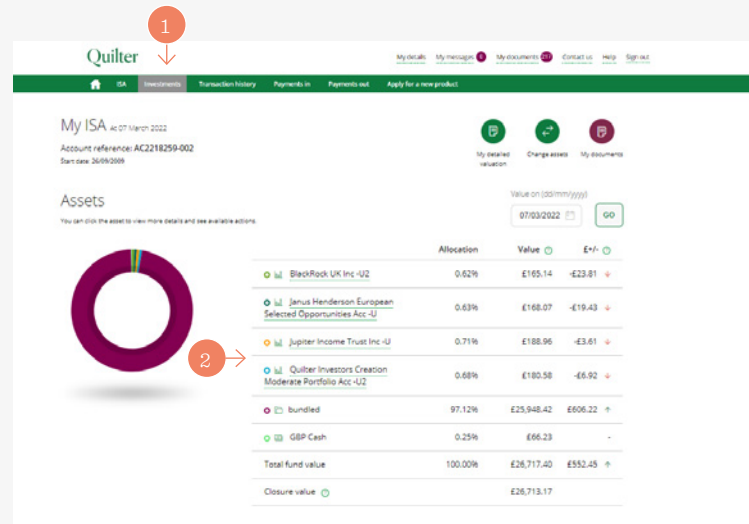 1
Quilter
My details My messages 6 My documents 217 Contact us Help Sign out
ISA Investments Transaction history Payments in Payments out Apply for a new product
My ISA At 07 March 2022
Account reference: AC2218259-002
Start date: 26/09/2009
My detailed valuation
Change assets
My documents
Assets
You can click the asset to view more details and see available actions.
Value on (dd/mm/yyyy)
07/03/2022 GO
Allocation Value £+/-
BlackRock UK Inc -U2 0.62% £165.14 -£23.81
Janus Henderson European
Selected Opportunities Acc -U 0.63% £168.07 -£19.43
Jupiter Income Trust Inc -U 0.71% £188.96 -£3.61
2
Quilter Investors Creation
Moderate Portfolio Acc -U2 0.68% £180.58 -£6.92
bundled 97.12% £25,948.42 £606.22
GBP Cash 0.25% £66.23 -
Total fund value 100.00% £26,717.40 £552.45
Closure value £26,713.17